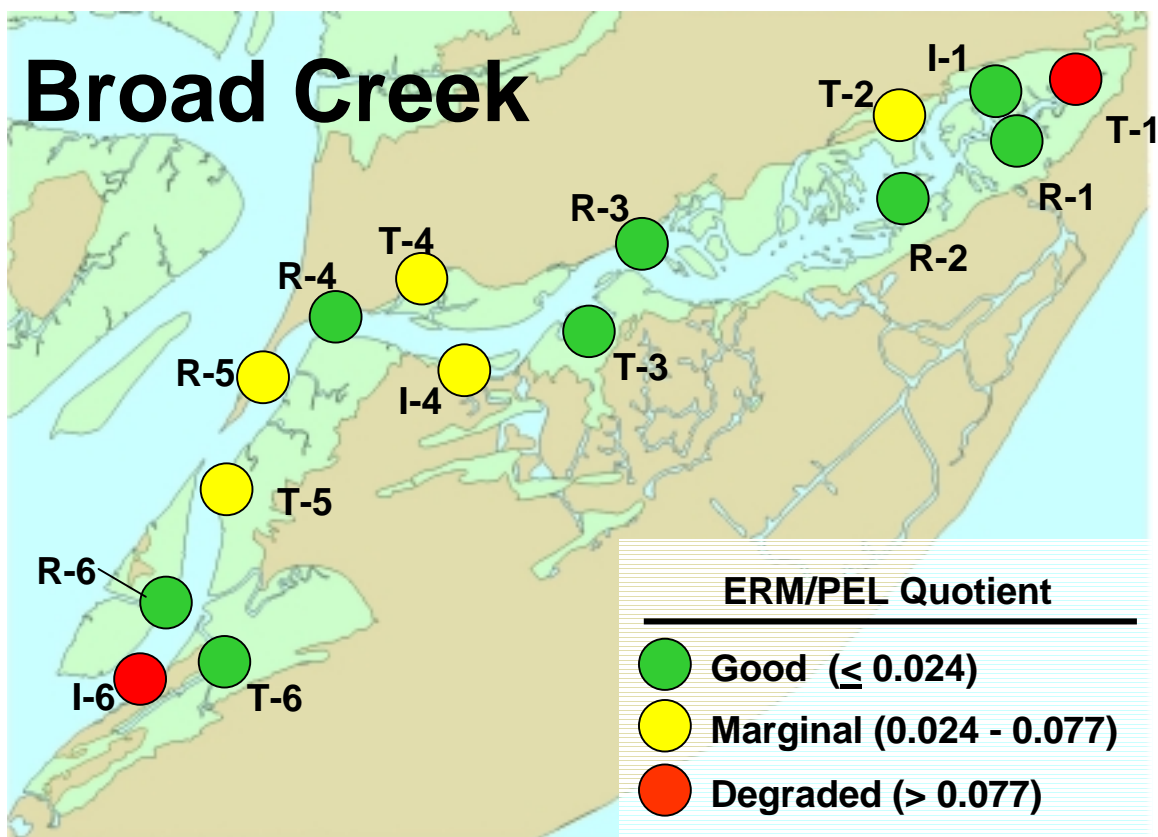 Broad Creek
I-1
T-2
T-1
R-1
R-3
R-2
T-4
R-4
T-3
R-5
I-4
T-5
R-6
I-6
T-6
ERM/PEL Quotient
Good (≤ 0.024)
Marginal (0.024 - 0.077)
Degraded (> 0.077)